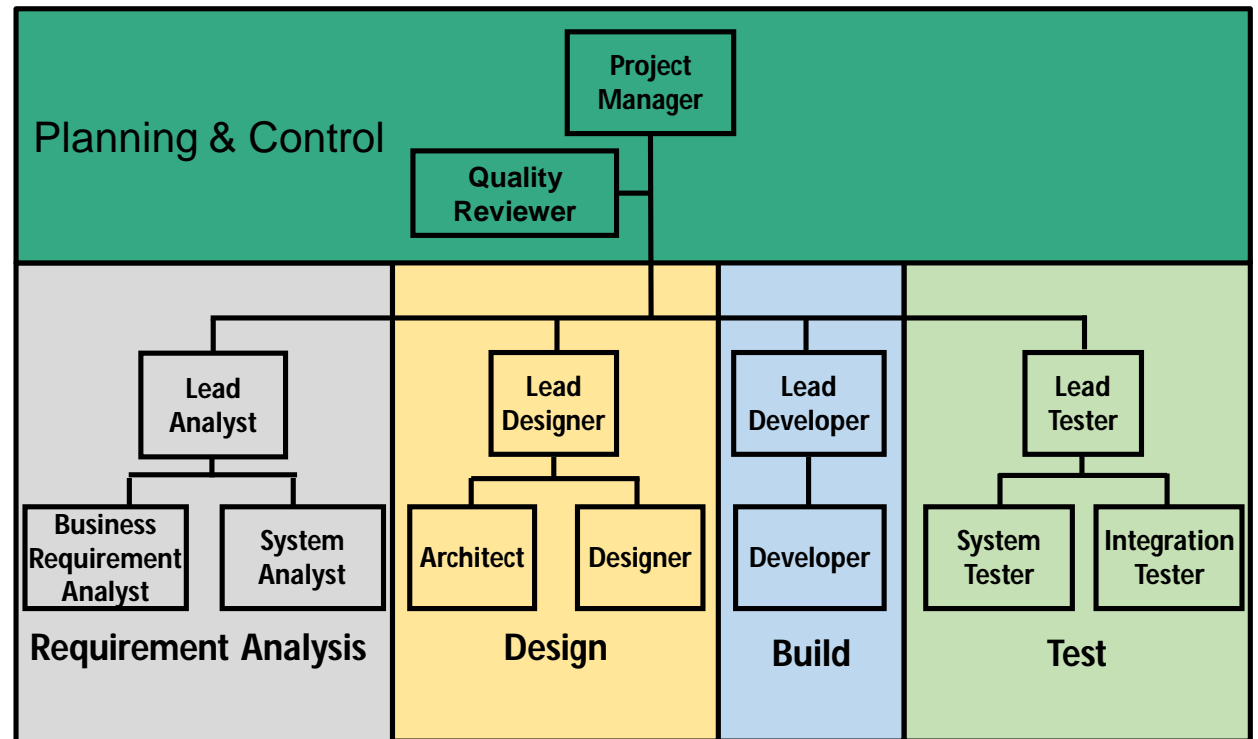 Project
Manager
Planning & Control
Quality
Reviewer
Lead
Analyst
Lead
Designer
Lead
Developer
Lead
Tester
Business
Requirement
Analyst
System
Analyst
Architect
Designer
Developer
System
Tester
Integration
Tester
Requirement Analysis
Design
Build
Test